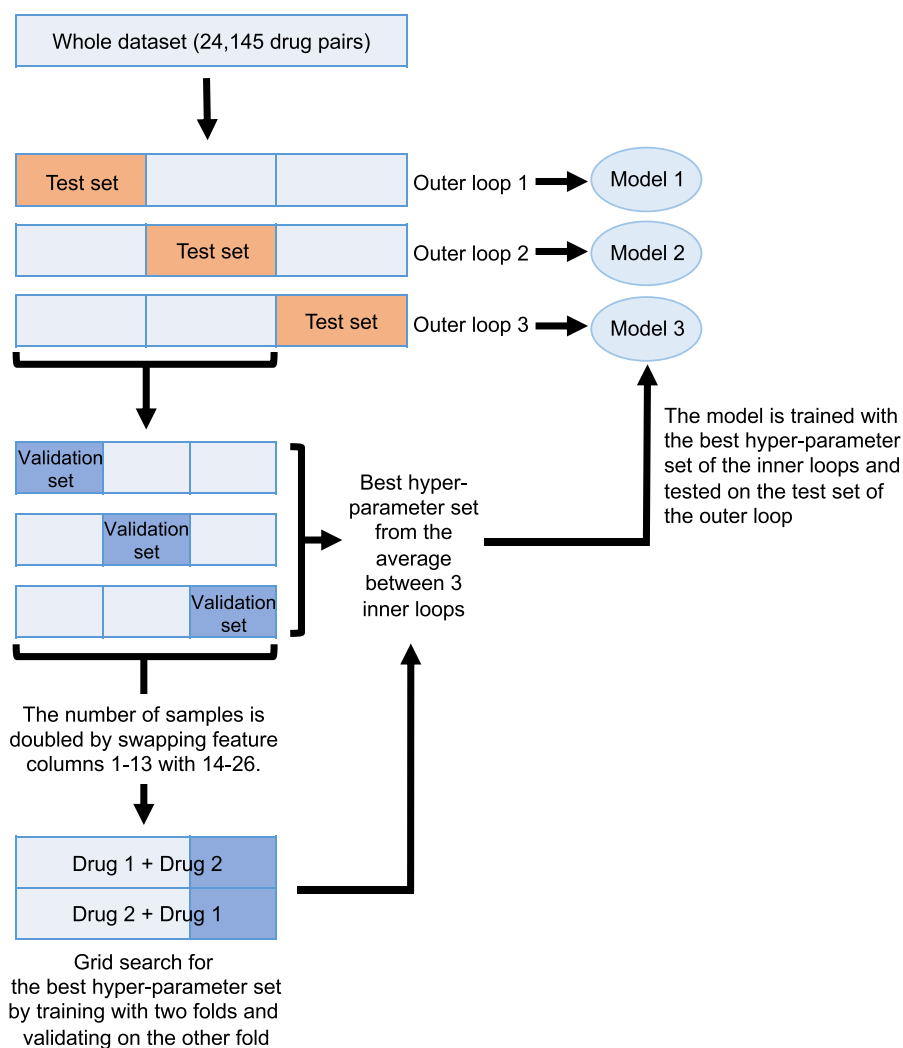 Whole dataset (24,145 drug pairs)
Test set
Outer loop 1
Model 1
Test set
Outer loop 2
Model 2
Test set
Outer loop 3
Model 3
The model is trained with
the best hyper-parameter
set of the inner loops and
tested on the test set of
the outer loop
Validation
set
Validation
set
Validation
set
Best hyper-
parameter set
from the
average
between 3
inner loops
The number of samples is
doubled by swapping feature
columns 1-13 with 14-26.
Drug 1 + Drug 2
Drug 2 + Drug 1
Grid search for
the best hyper-parameter set
by training with two folds and
validating on the other fold